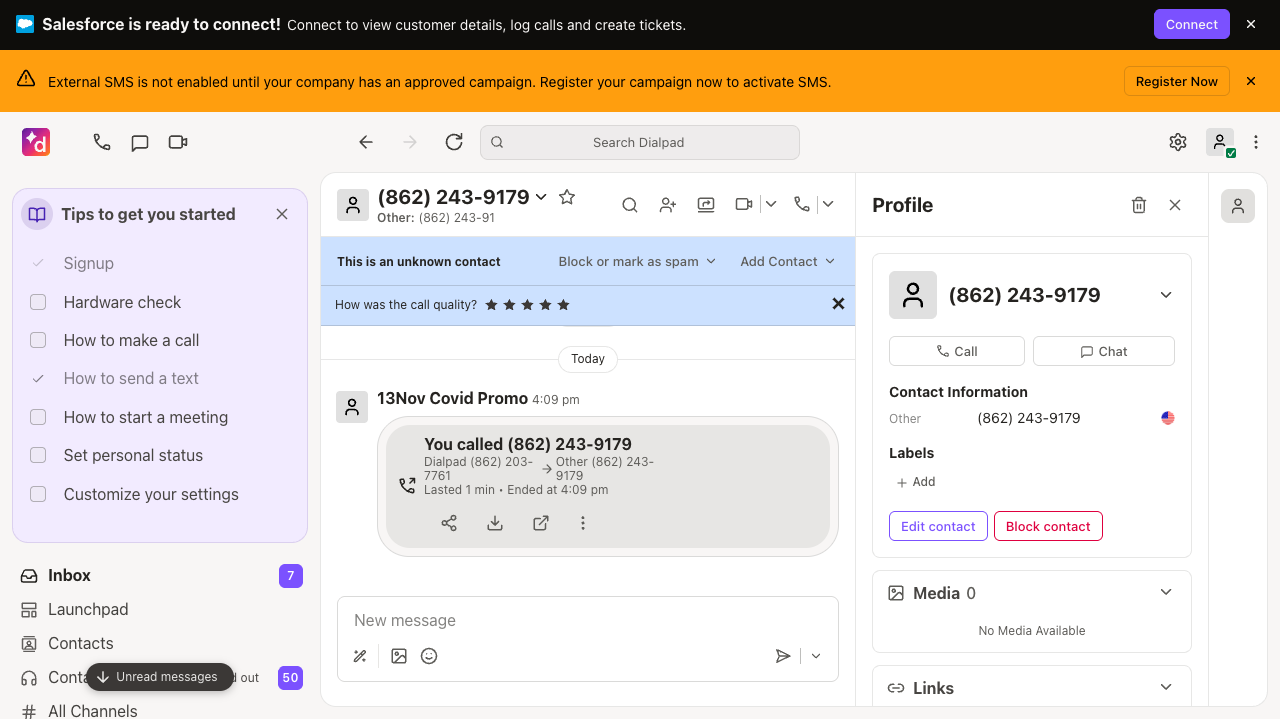 Salesforce is ready to connect! Connect to view customer details, log calls and create tickets.
Connect
External SMS is not enabled until your company has an approved campaign. Register your campaign now to activate SMS.
Register Now
Search Dialpad
Tips to get you started
Signup
Hardware check
How to make a call
How to send a text
How to start a meeting
Set personal status
Customize your settings
Inbox
7
Launchpad
Contacts
Conta
d out
50
Unread messages
All Channels
(862) 243-9179
Other: (862) 243-91
This is an unknown contact
Block or mark as spam
Add Contact
How was the call quality?
Today
13Nov Covid Promo 4:09 pm
You called (862) 243-9179
Dialpad (862) 203-
7761
Other (862) 243-
9179
Lasted 1 min • Ended at 4:09 pm
New message
Profile
(862) 243-9179
Call
Chat
Contact Information
Other
(862) 243-9179
Labels
Add
Edit contact
Block contact
Media 0
No Media Available
Links